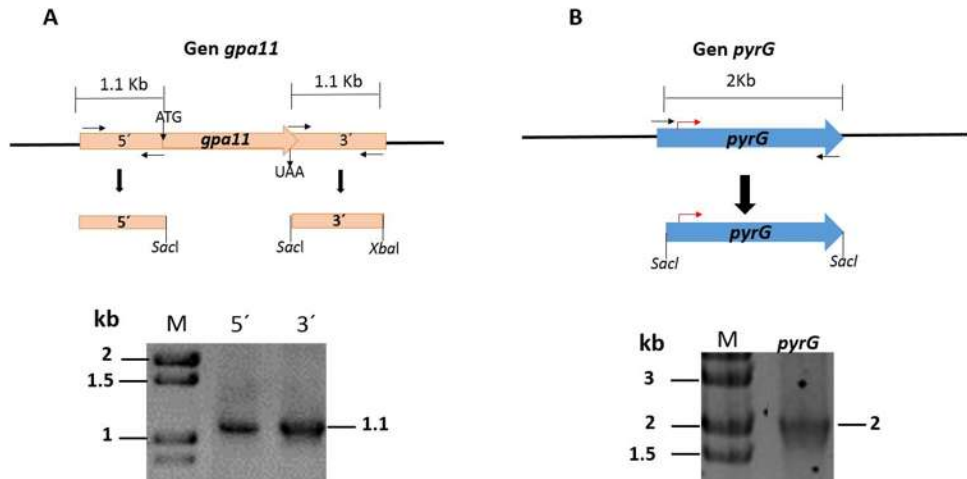 A
Gen gpa11
1.1 Kb
1.1 Kb
ATG
5´
gpa11
3´
UAA
5´
3´
SacI
SacI
XbaI
kb
M
5´
3´
2
1.5
1
1.1
B
Gen pyrG
2Kb
pyrG
pyrG
SacI
SacI
kb
M
pyrG
3
2
1.5
2